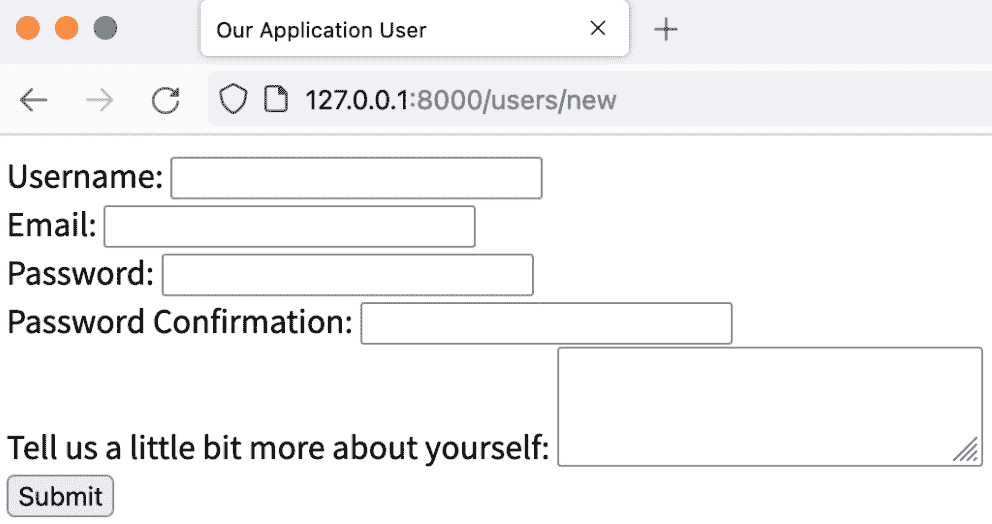 Our Application User
127.0.0.1:8000/users/new
Username:
Email:
Password:
Password Confirmation:
Tell us a little bit more about yourself:
Submit